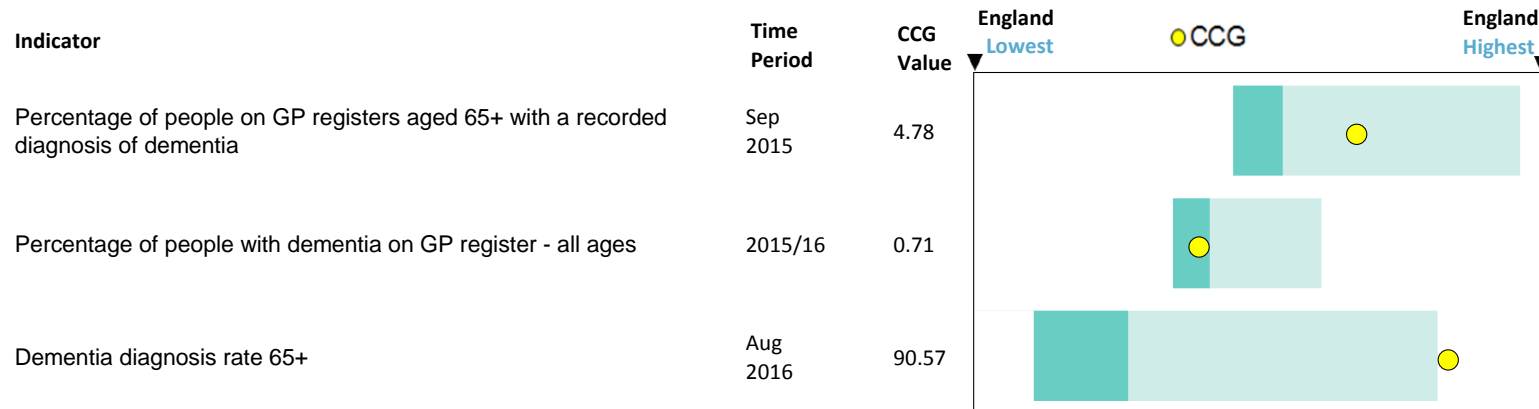 Indicator
Time
Period
CCG
Value
England
Lowest
CCG
England
Highest
Percentage of people on GP registers aged 65+ with a recorded
diagnosis of dementia
Sep
2015
4.78
Percentage of people with dementia on GP register - all ages
2015/16
0.71
Dementia diagnosis rate 65+
Aug
2016
90.57